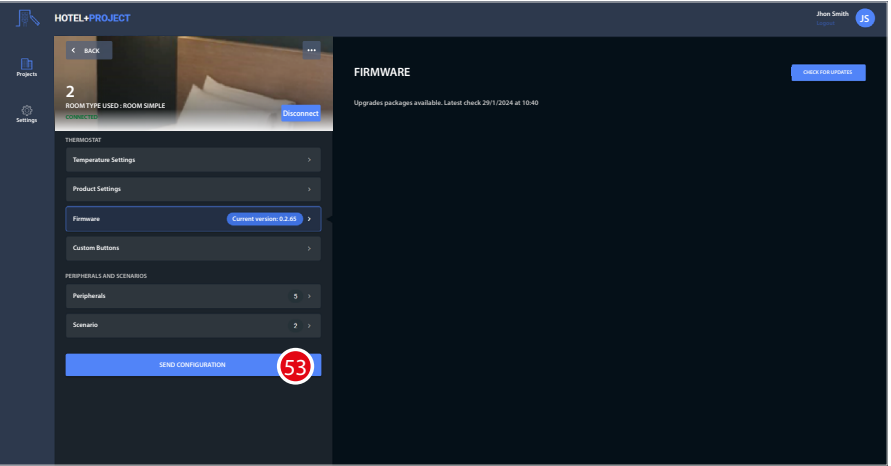 HOTEL+PROJECT
Jhon Smith
Logout
JS
Projects
Settings
BACK
2
ROOM TYPE USED : ROOM SIMPLE
CONNECTED
Disconnect
THERMOSTAT
Temperature Settings
Product Settings
Firmware Current version: 0.2.65
Custom Buttons
PERIPHERALS AND SCENARIOS
Peripherals 5
Scenario 2
SEND CONFIGURATION
53
FIRMWARE
CHECK FOR UPDATES
Upgrades packages available. Latest check 29/1/2024 at 10:40